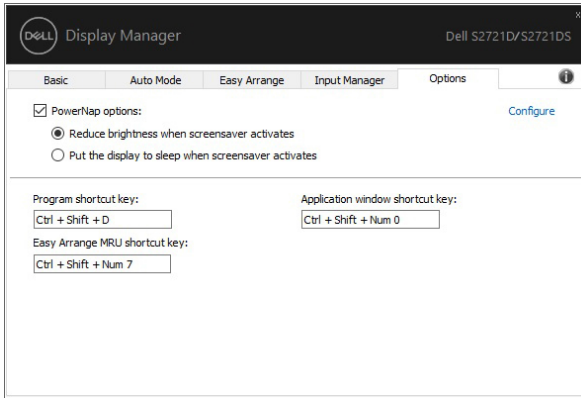 DELL Display Manager Dell S2721D/S2721DS
Basic Auto Mode Easy Arrange Input Manager Options
PowerNap options: Configure
Reduce brightness when screensaver activates
Put the display to sleep when screensaver activates
Program shortcut key: Application window shortcut key:
Ctrl + Shift + D Ctrl + Shift + Num 0
Easy Arrange MRU shortcut key:
Ctrl + Shift + Num 7